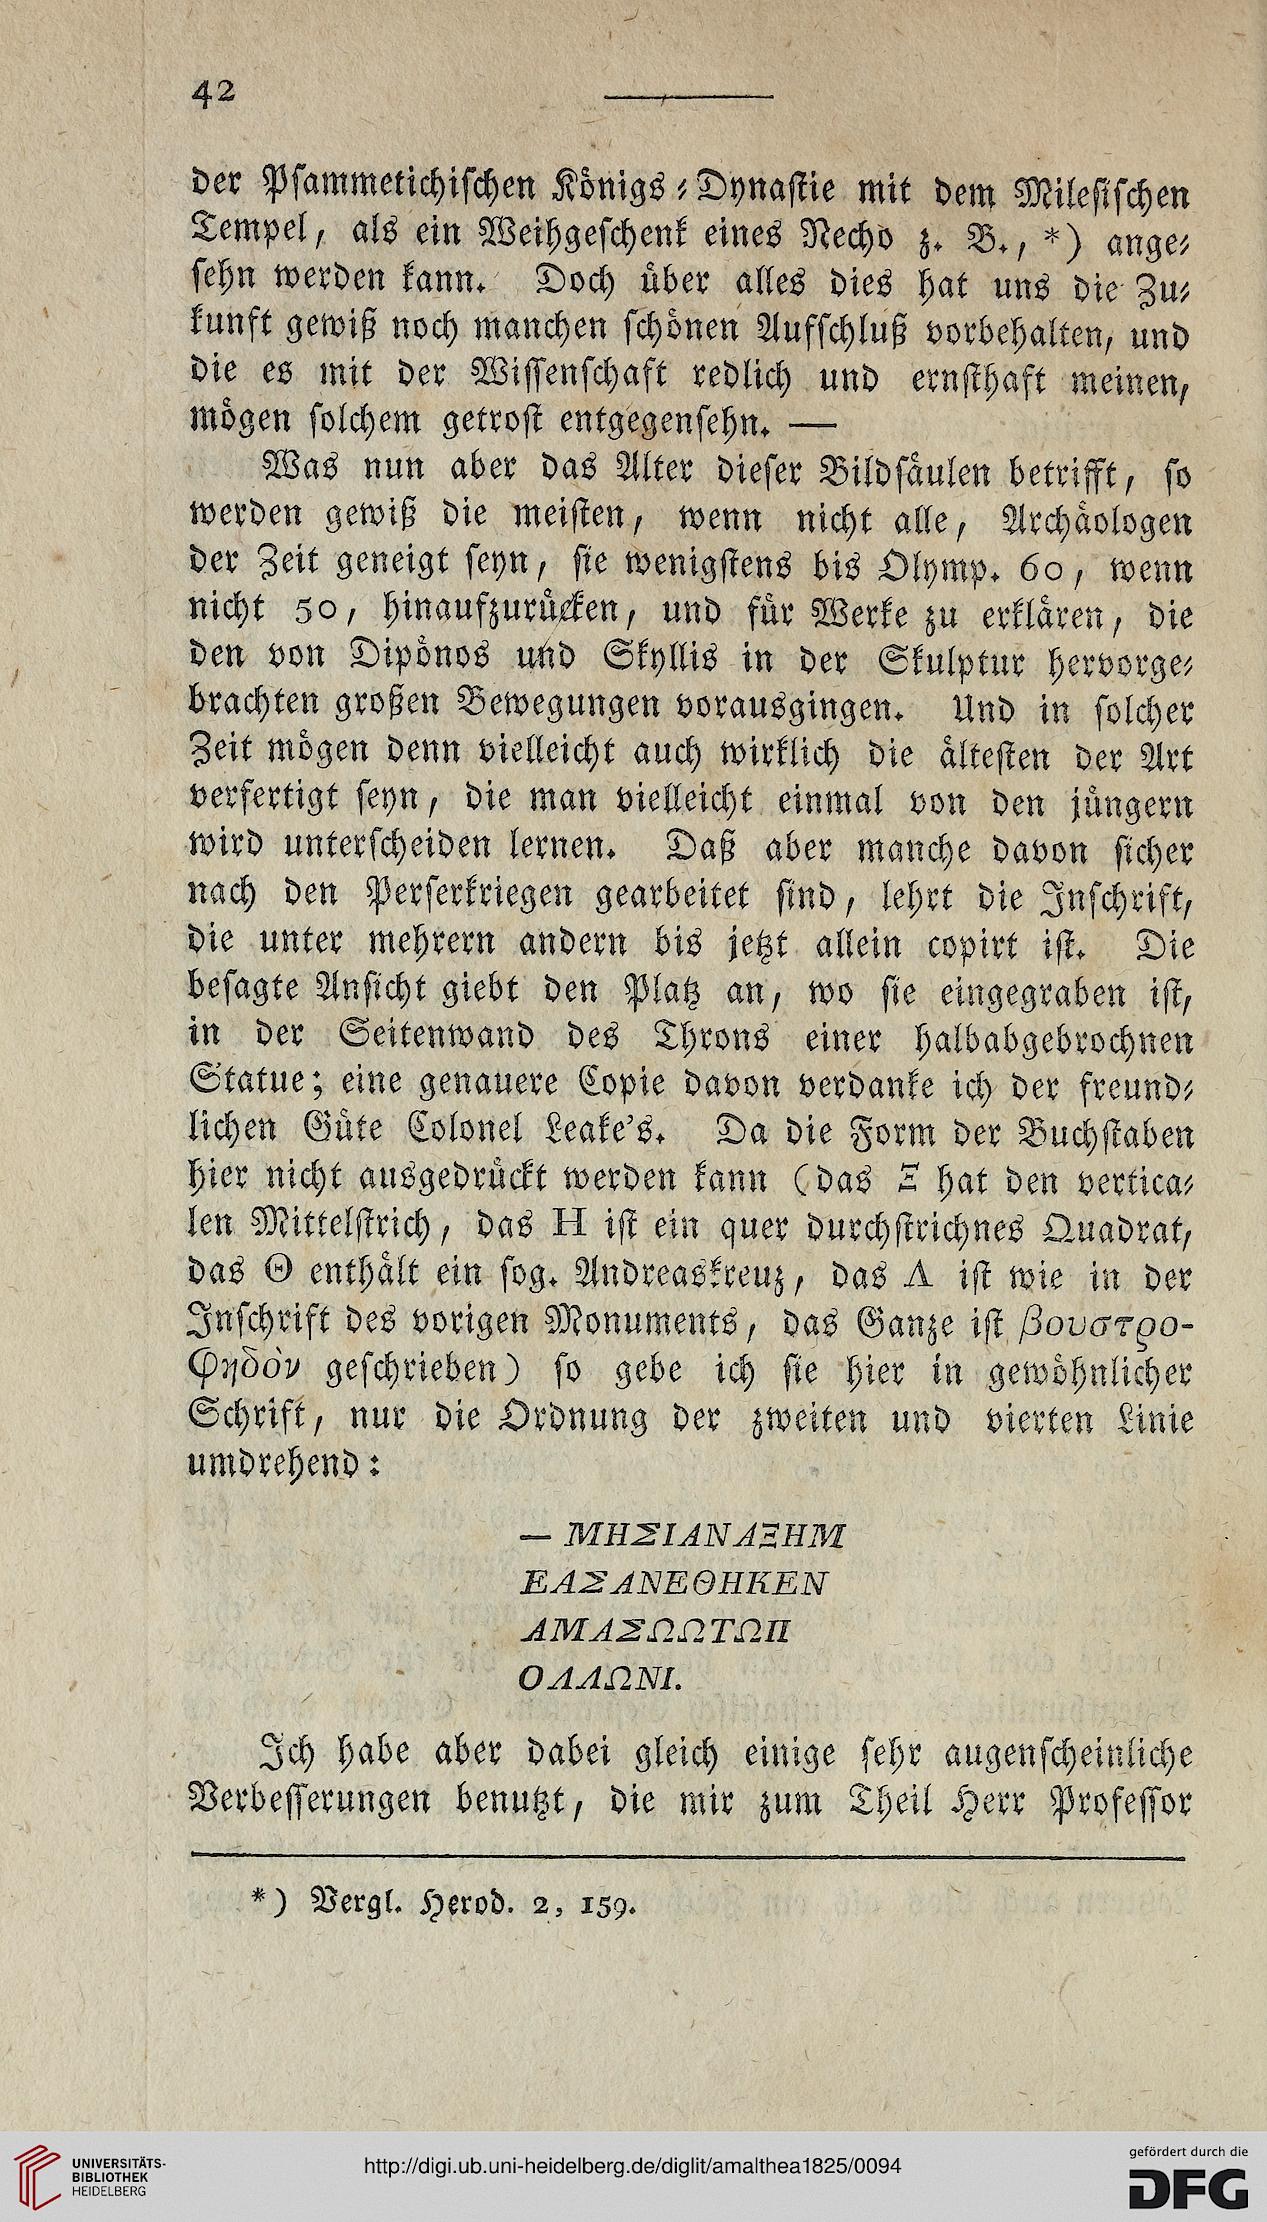 42
der Psammetichischen Königs-Dynastie mit dem Milesischen
Tempel, als ein Weihgeschenk eines Necho z. B., *) ange-
sehn werden kann. Doch über alles dies hat uns die Zu-
kunft gewiß noch manchen schönen Aufschluß vorbehalten, und
die es mit der Wissenschaft redlich und ernsthaft meinen,
mögen solchem getrost entgegensehn. —
Was nun aber das Alter dieser Bildsäulen betrifft, so
werden gewiß die meisten, wenn nicht alle, Archäologen
der Zeit geneigt seyn, sie wenigstens bis Olymp. 60, wenn
nicht 50, hinaufzurücken, und für Werke zu erklären, die
den von Dipönos und Skyllis in der Skulptur hervorge-
brachten großen Bewegungen vorausgingen. Und in solcher
Zeit mögen denn vielleicht auch wirklich die ältesten der Art
verfertigt seyn, die man vielleicht einmal von den jüngern
wird unterscheiden lernen. Daß aber manche davon sicher
nach den Perserkriegen gearbeitet sind, lehrt die Inschrift,
die unter mehrern andern bis jetzt allein copirt ist. Die
besagte Ansicht giebt den Platz an, wo sie eingegraben ist,
in der Seitenwand des Throns einer halbabgebrochnen
Statue; eine genauere Copie davon verdanke ich der freund-
lichen Güte Colonel Leake's. Da die Form der Buchstaben
hier nicht ausgedrückt werden kann (das Ξ hat den vertica-
len Mittelstrich, das H ist ein quer durchstrichnes Quadrat,
das Θ enthält ein sog. Andreaskreuz, das Λ ist wie in der
Inschrift des vorigen Monuments, das Ganze ist βουστρο-
φηδὸν geschrieben) so gebe ich sie hier in gewöhnlicher
Schrift, nur die Ordnung der zweiten und vierten Linie
umdrehend:
— ΜΗΣΙΑΝΑΞΗΜ
ΕΑΣΑΝΕΘΗΚΕΝ
ΑΜΑΣΩΩΤΩΠ
ΟΛΛΩΝΙ.
Ich habe aber dabei gleich einige sehr augenscheinliche
Verbesserungen benutzt, die mir zum Theil Herr Professor
*) Vergl. Herod. 2, 159.
UNIVERSITÄTS-
BIBLIOTHEK
HEIDELBERG
http://digi.ub.uni-heidelberg.de/diglit/amalthea1825/0094
gefördert durch die
DFG